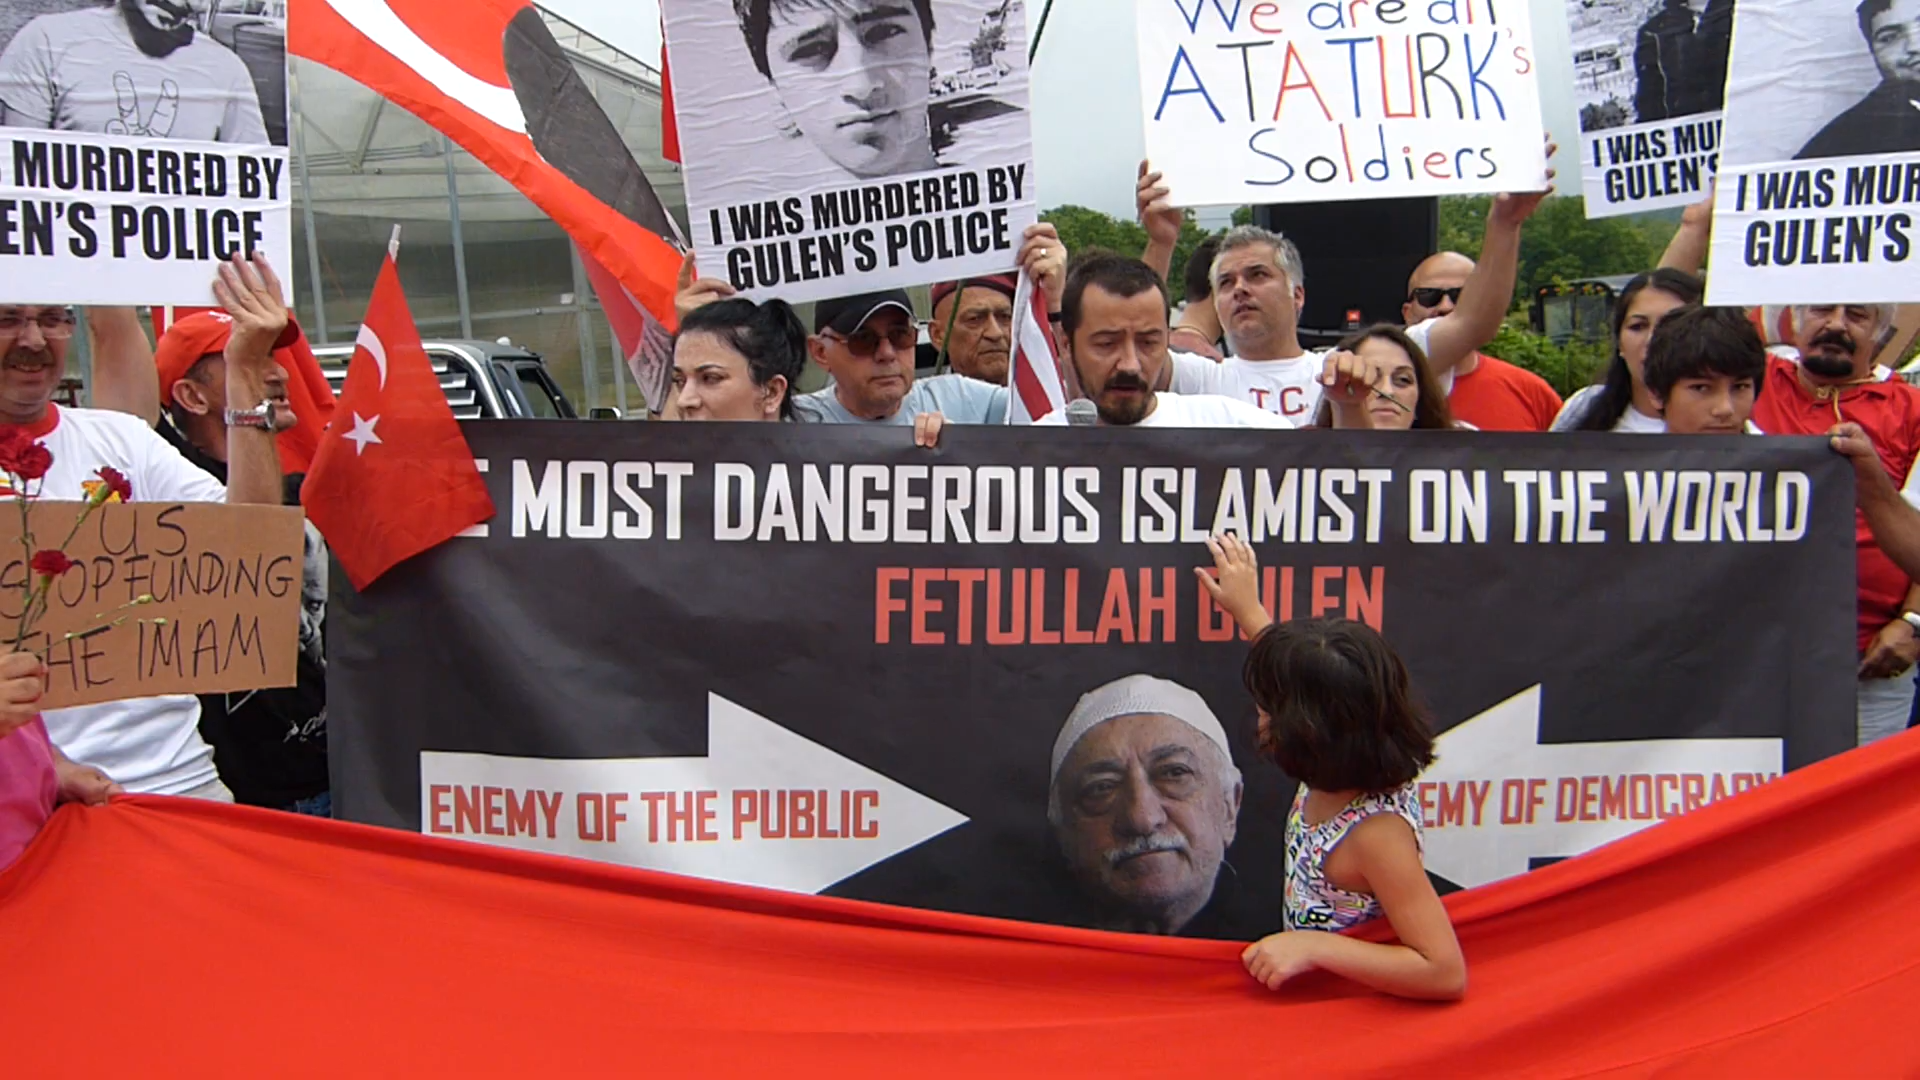 MURDERED BY
EN'S POLICE
I WAS MURDERED BY
GULEN'S POLICE
We are all
ATATURK's
Soldiers
I WAS MU
GULEN'S
I WAS MUR
GULEN'S
T.C.
US
STOP FUNDING
THE IMAM
E MOST DANGEROUS ISLAMIST ON THE WORLD
FETULLAH GULEN
ENEMY OF THE PUBLIC
EMY OF DEMOCRACY